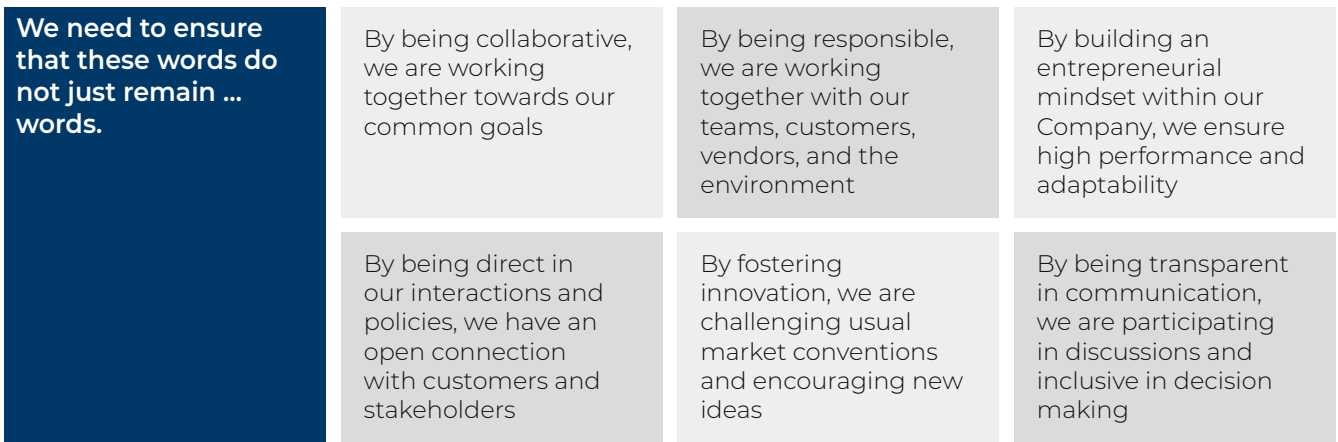 We need to ensure
that these words do
not just remain ...
words.
By being collaborative,
we are working
together towards our
common goals
By being responsible,
we are working
together with our
teams, customers,
vendors, and the
environment
By building an
entrepreneurial
mindset within our
Company, we ensure
high performance and
adaptability
By being direct in
our interactions and
policies, we have an
open connection
with customers and
stakeholders
By fostering
innovation, we are
challenging usual
market conventions
and encouraging new
ideas
By being transparent
in communication,
we are participating
in discussions and
inclusive in decision
making